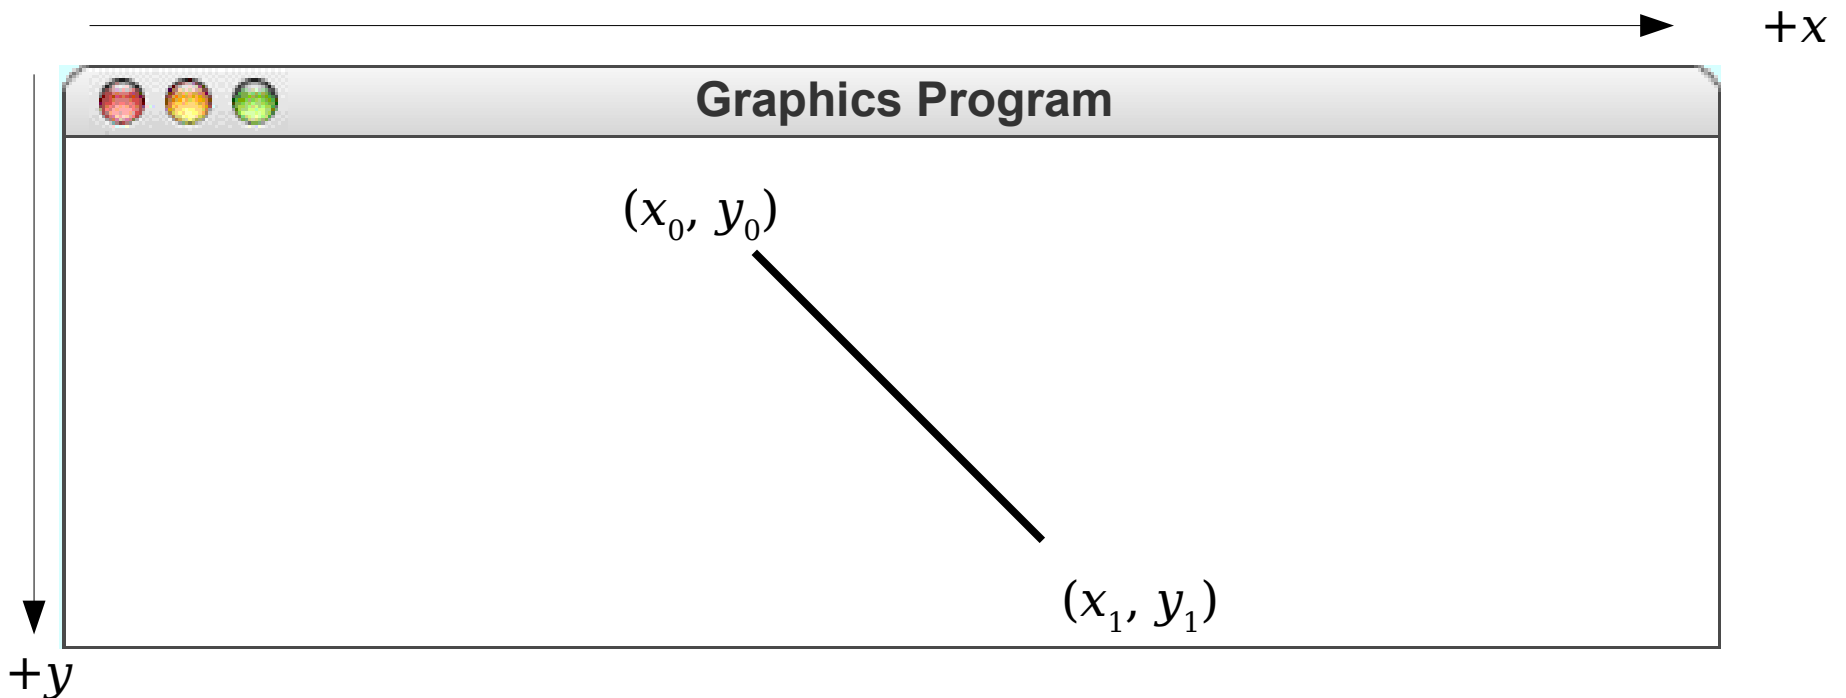 +x
Graphics Program
(x₀, y₀)
(x₁, y₁)
+y